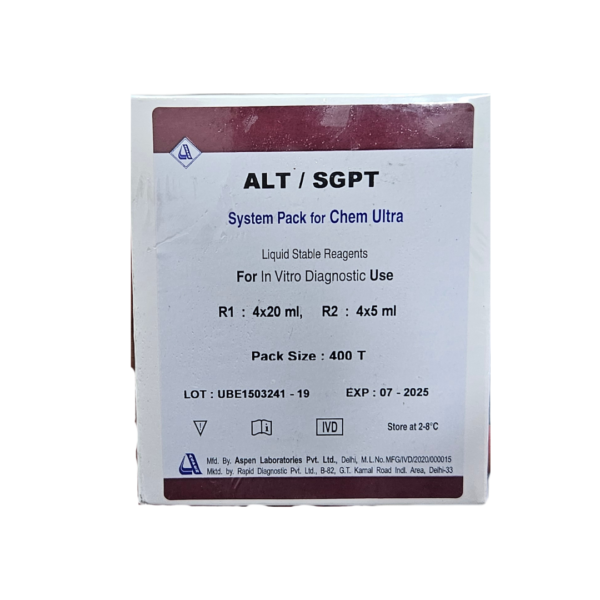 ALT / SGPT
System Pack for Chem Ultra
Liquid Stable Reagents
For In Vitro Diagnostic Use
R1 : 4x20 ml, R2 : 4x5 ml
Pack Size : 400 T
LOT : UBE1503241 - 19 EXP : 07 - 2025
IVD Store at 2-8°C
Mfd. By. Aspen Laboratories Pvt. Ltd., Delhi, M.L.No. MFG/IVD/2020/000015
Mktd. by. Rapid Diagnostic Pvt. Ltd., B-82, G.T. Karnal Road Indl. Area, Delhi-33